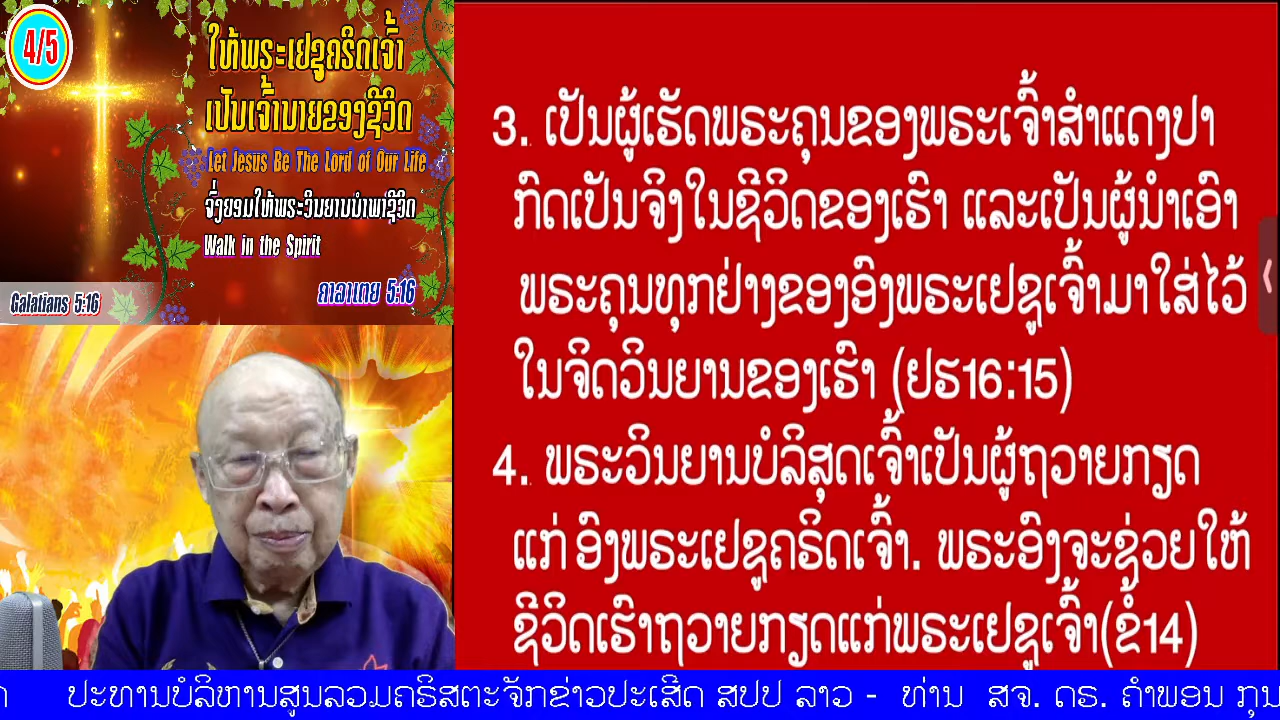 4/5
ໃຫ້ພຣະເຢຊູຄຣິດເຈົ້າ
ເປັນເຈົ້ານາຍຂອງຊີວິດ
Let Jesus Be The Lord of Our Life
ຈົ່ງຍອມໃຫ້ພຣະວິນຍານນຳພາຊີວິດ
Walk in the Spirit
ຄາລາເຕຍ 5:16
Galatians 5:16
3. ເປັນຜູ້ເຮັດພຣະຄຸນຂອງພຣະເຈົ້າສຳແດງປາ
ກົດເປັນຈິງໃນຊີວິດຂອງເຮົາ ແລະເປັນຜູ້ນຳເອົາ
ພຣະຄຸນທຸກຢ່າງຂອງອົງພຣະເຢຊູເຈົ້າມາໃສ່ໄວ້
ໃນຈິດວິນຍານຂອງເຮົາ (ຢຮ16:15)
4. ພຣະວິນຍານບໍລິສຸດເຈົ້າເປັນຜູ້ຖວາຍກຽດ
ແກ່ ອົງພຣະເຢຊູຄຣິດເຈົ້າ. ພຣະອົງຈະຊ່ວຍໃຫ້
ຊີວິດເຮົາຖວາຍກຽດແກ່ພຣະເຢຊູເຈົ້າ(ຂໍ້14)
ປະທານບໍລິຫານສູນລວມຄຣິສຕະຈັກຂ່າວປະເສີດ ສປປ ລາວ - ທ່ານ ສຈ. ດຣ. ຄຳພອນ ກຸນ